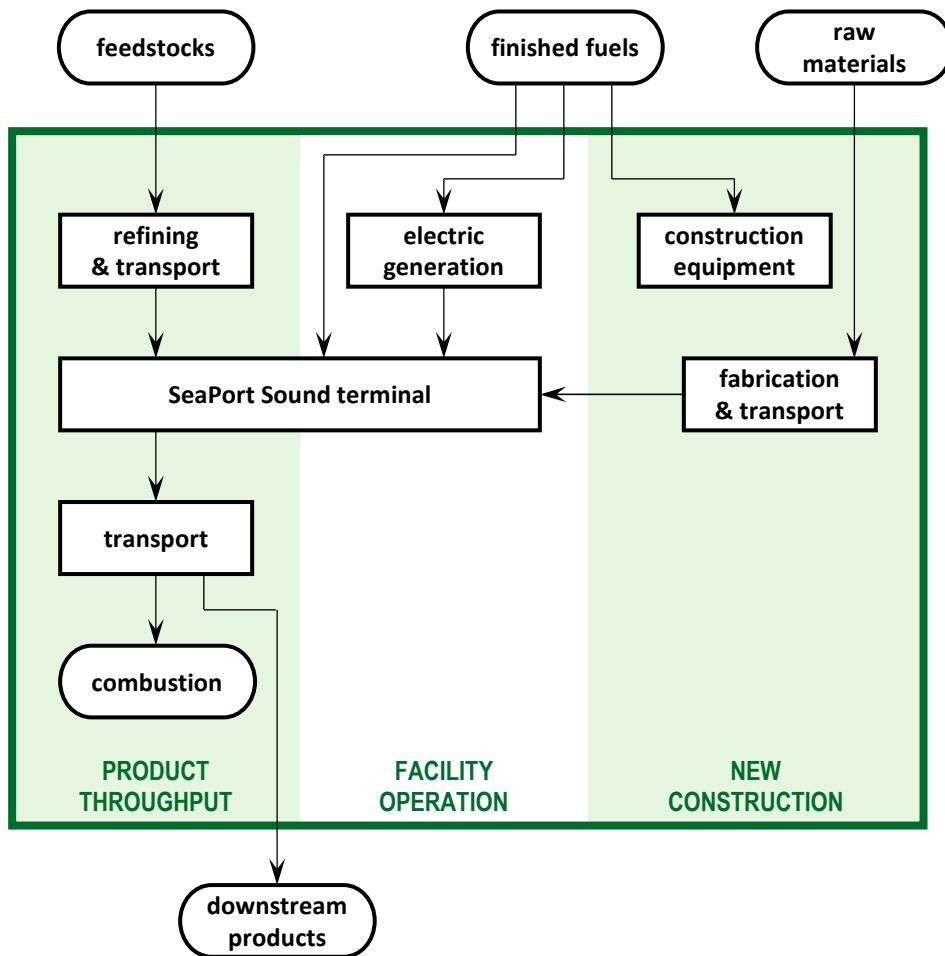 feedstocks
finished fuels
raw
materials
refining
& transport
electric
generation
construction
equipment
SeaPort Sound terminal
fabrication
& transport
transport
combustion
PRODUCT
THROUGHPUT
FACILITY
OPERATION
NEW
CONSTRUCTION
downstream
products